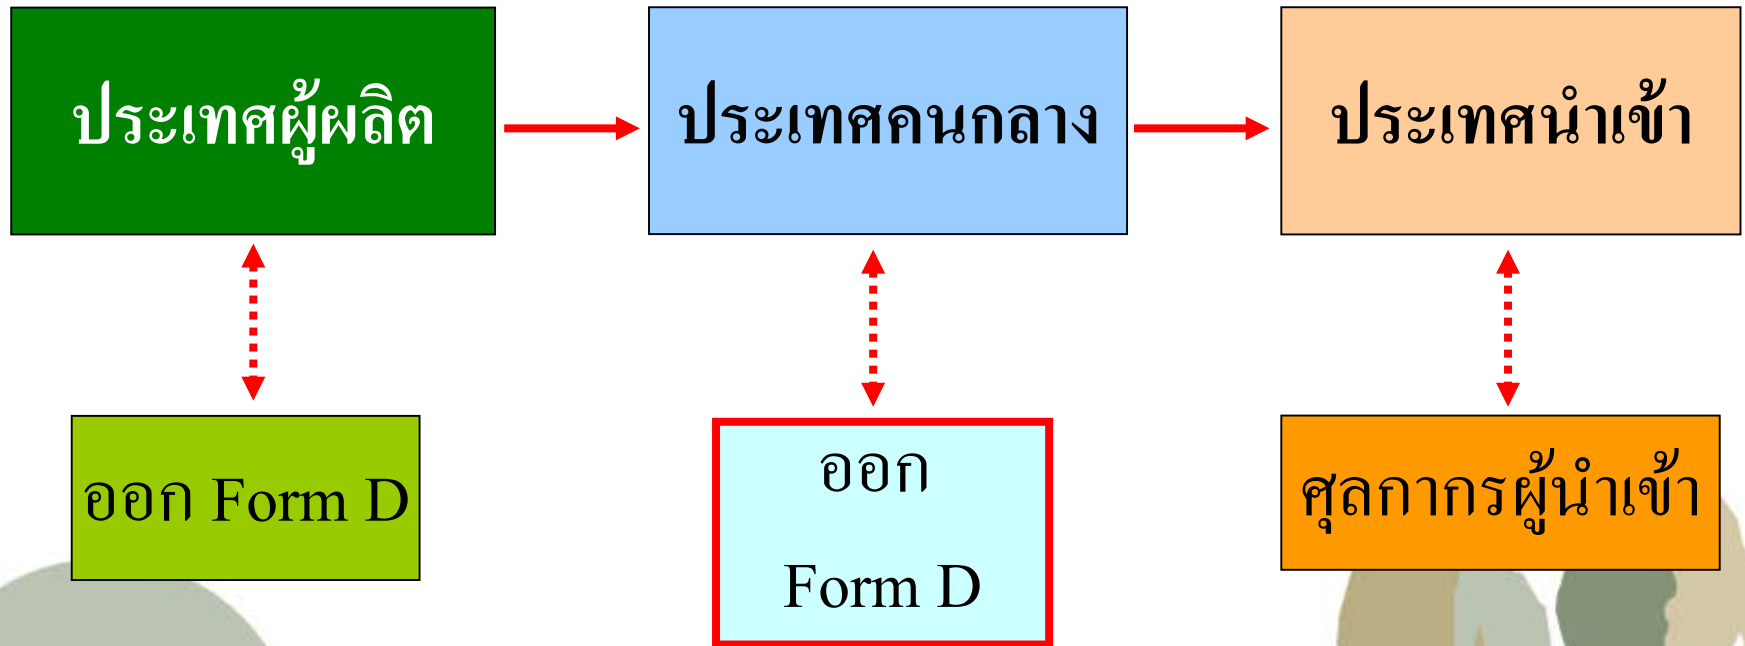 ประเทศผู้ผลิต
ประเทศคนกลาง
ประเทศนำเข้า
ออก Form D
ออก
Form D
ศุลกากรผู้นำเข้า